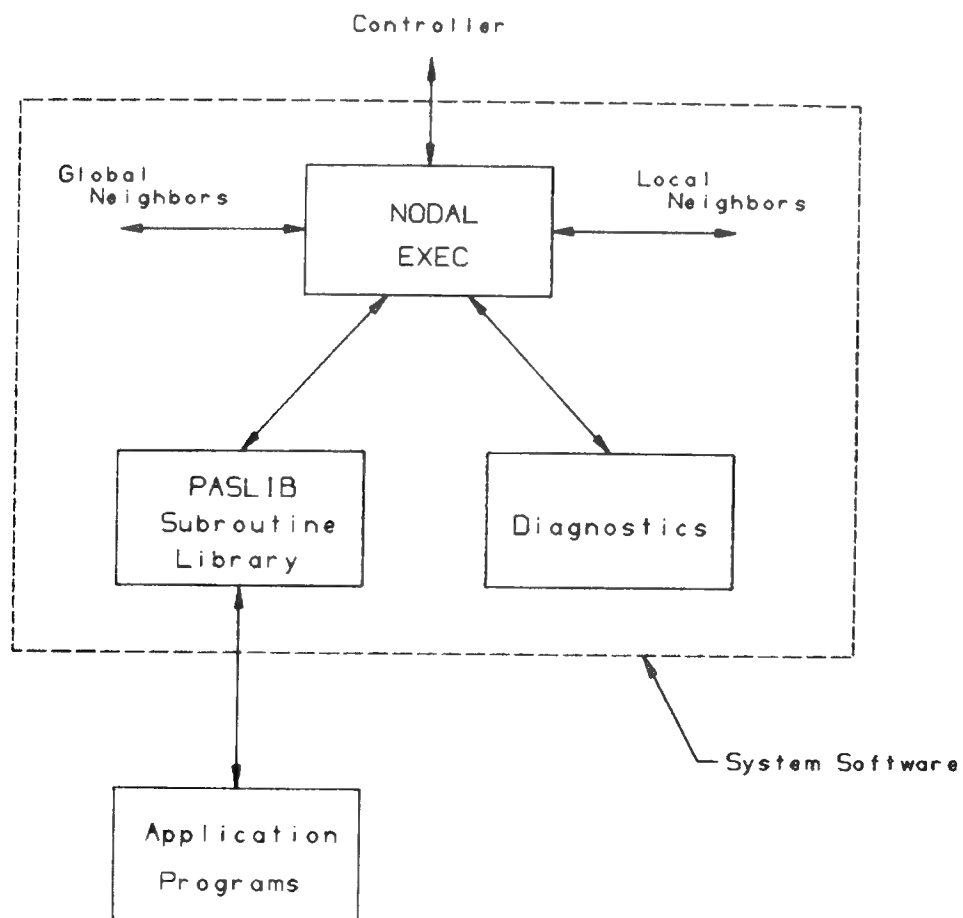 Controller
Global
Neighbors
Local
Neighbors
NODAL
EXEC
PASLIB
Subroutine
Library
Diagnostics
System Software
Application
Programs